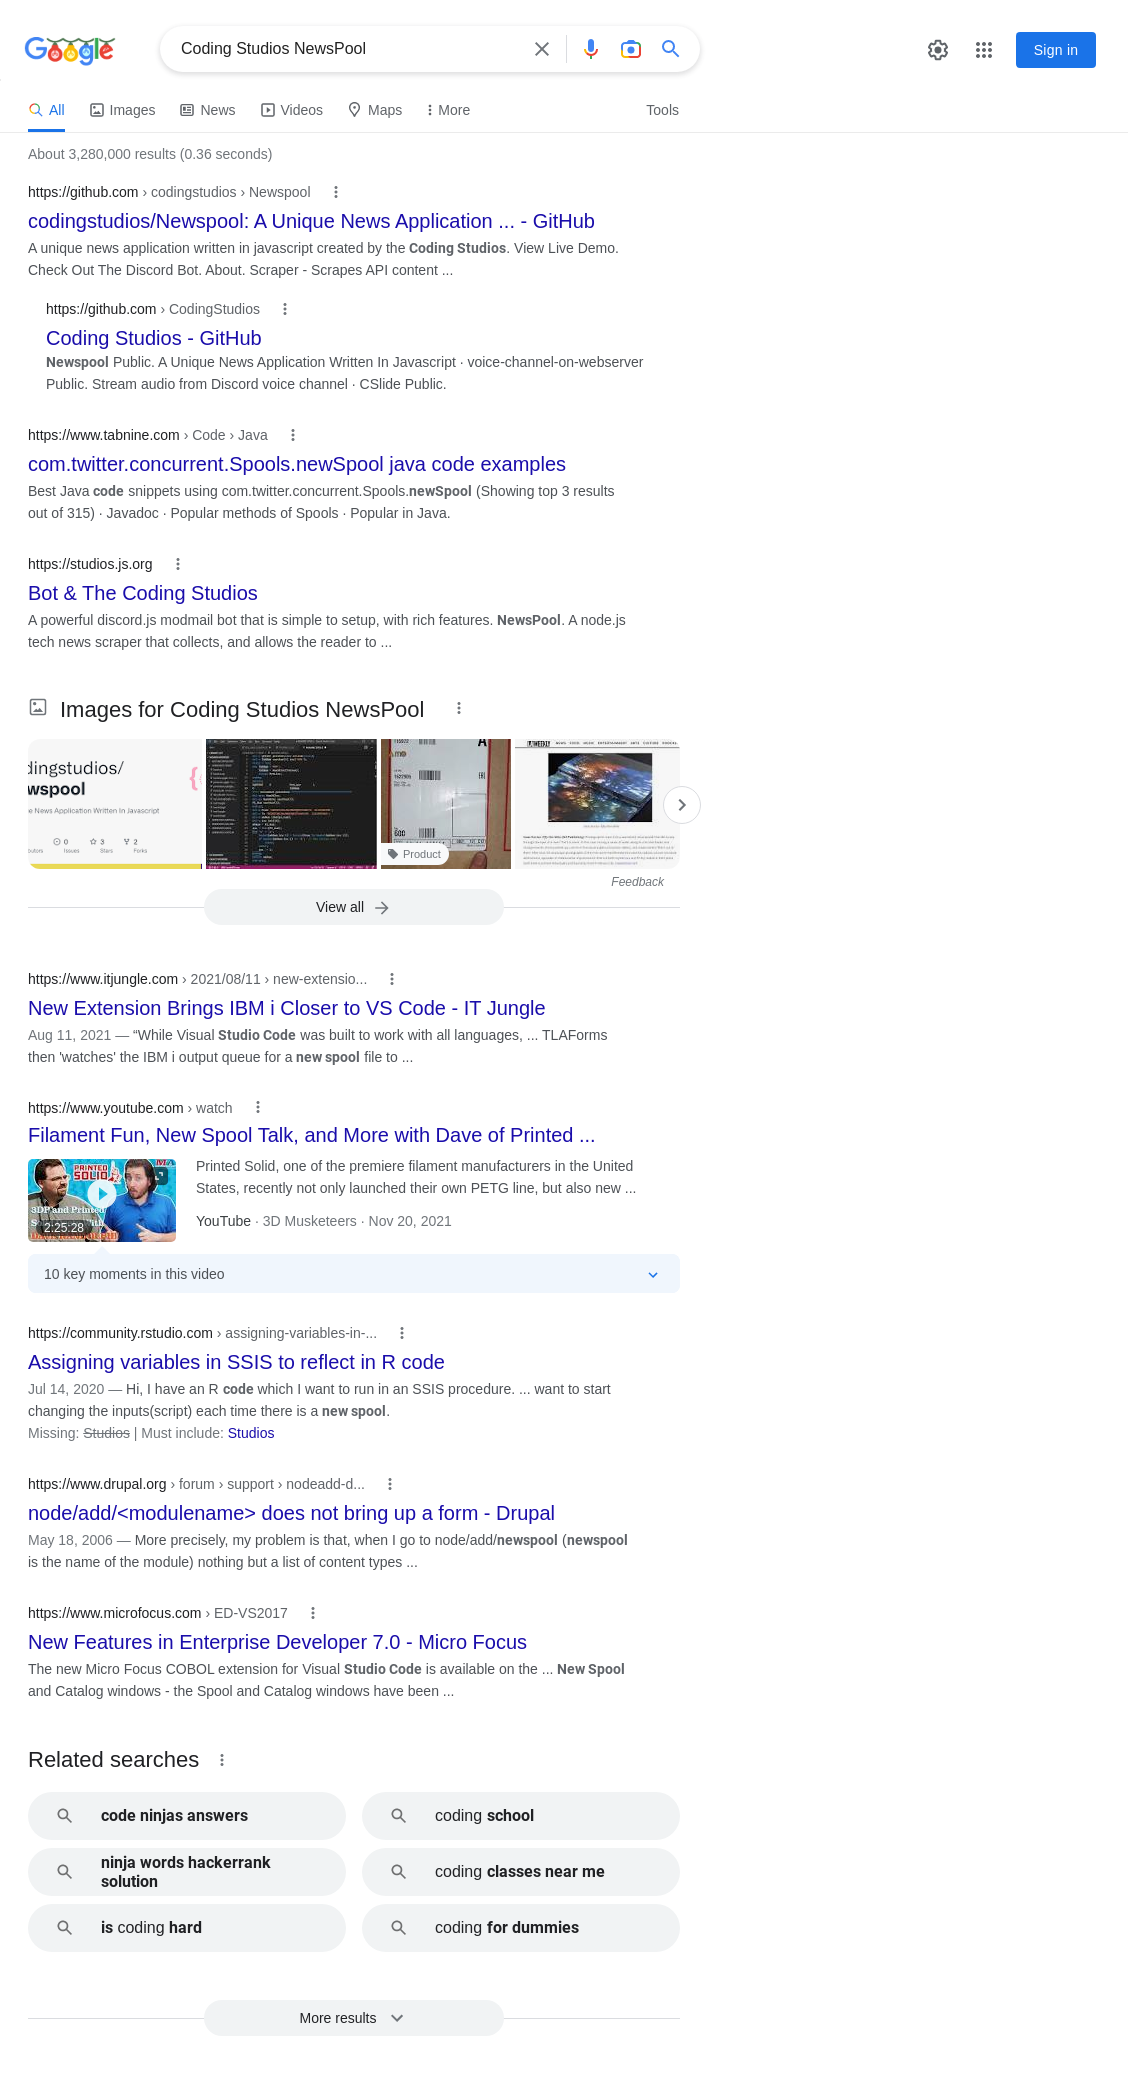 Google
Coding Studios NewsPool
Sign in
All
Images
News
Videos
Maps
More
Tools
About 3,280,000 results (0.36 seconds)
https://github.com › codingstudios › Newspool
codingstudios/Newspool: A Unique News Application ... - GitHub
A unique news application written in javascript created by the Coding Studios. View Live Demo.
Check Out The Discord Bot. About. Scraper - Scrapes API content ...
https://github.com › CodingStudios
Coding Studios - GitHub
Newspool Public. A Unique News Application Written In Javascript · voice-channel-on-webserver
Public. Stream audio from Discord voice channel · CSlide Public.
https://www.tabnine.com › Code › Java
com.twitter.concurrent.Spools.newSpool java code examples
Best Java code snippets using com.twitter.concurrent.Spools.newSpool (Showing top 3 results
out of 315) · Javadoc · Popular methods of Spools · Popular in Java.
https://studios.js.org
Bot & The Coding Studios
A powerful discord.js modmail bot that is simple to setup, with rich features. NewsPool. A node.js
tech news scraper that collects, and allows the reader to ...
Images for Coding Studios NewsPool
dingstudios/
wspool
e News Application Written In Javascript
0
3
2
Issues
Stars
Forks
Product
Feedback
View all
https://www.itjungle.com › 2021/08/11 › new-extensio...
New Extension Brings IBM i Closer to VS Code - IT Jungle
Aug 11, 2021 — “While Visual Studio Code was built to work with all languages, ... TLAForms
then 'watches' the IBM i output queue for a new spool file to ...
https://www.youtube.com › watch
Filament Fun, New Spool Talk, and More with Dave of Printed ...
PRINTED
SOLID
3DP and Printed
2:25:28
Printed Solid, one of the premiere filament manufacturers in the United
States, recently not only launched their own PETG line, but also new ...
YouTube · 3D Musketeers · Nov 20, 2021
10 key moments in this video
https://community.rstudio.com › assigning-variables-in-...
Assigning variables in SSIS to reflect in R code
Jul 14, 2020 — Hi, I have an R code which I want to run in an SSIS procedure. ... want to start
changing the inputs(script) each time there is a new spool.
Missing: Studios | Must include: Studios
https://www.drupal.org › forum › support › nodeadd-d...
node/add/<modulename> does not bring up a form - Drupal
May 18, 2006 — More precisely, my problem is that, when I go to node/add/newspool (newspool
is the name of the module) nothing but a list of content types ...
https://www.microfocus.com › ED-VS2017
New Features in Enterprise Developer 7.0 - Micro Focus
The new Micro Focus COBOL extension for Visual Studio Code is available on the ... New Spool
and Catalog windows - the Spool and Catalog windows have been ...
Related searches
code ninjas answers
coding school
ninja words hackerrank
solution
coding classes near me
is coding hard
coding for dummies
More results